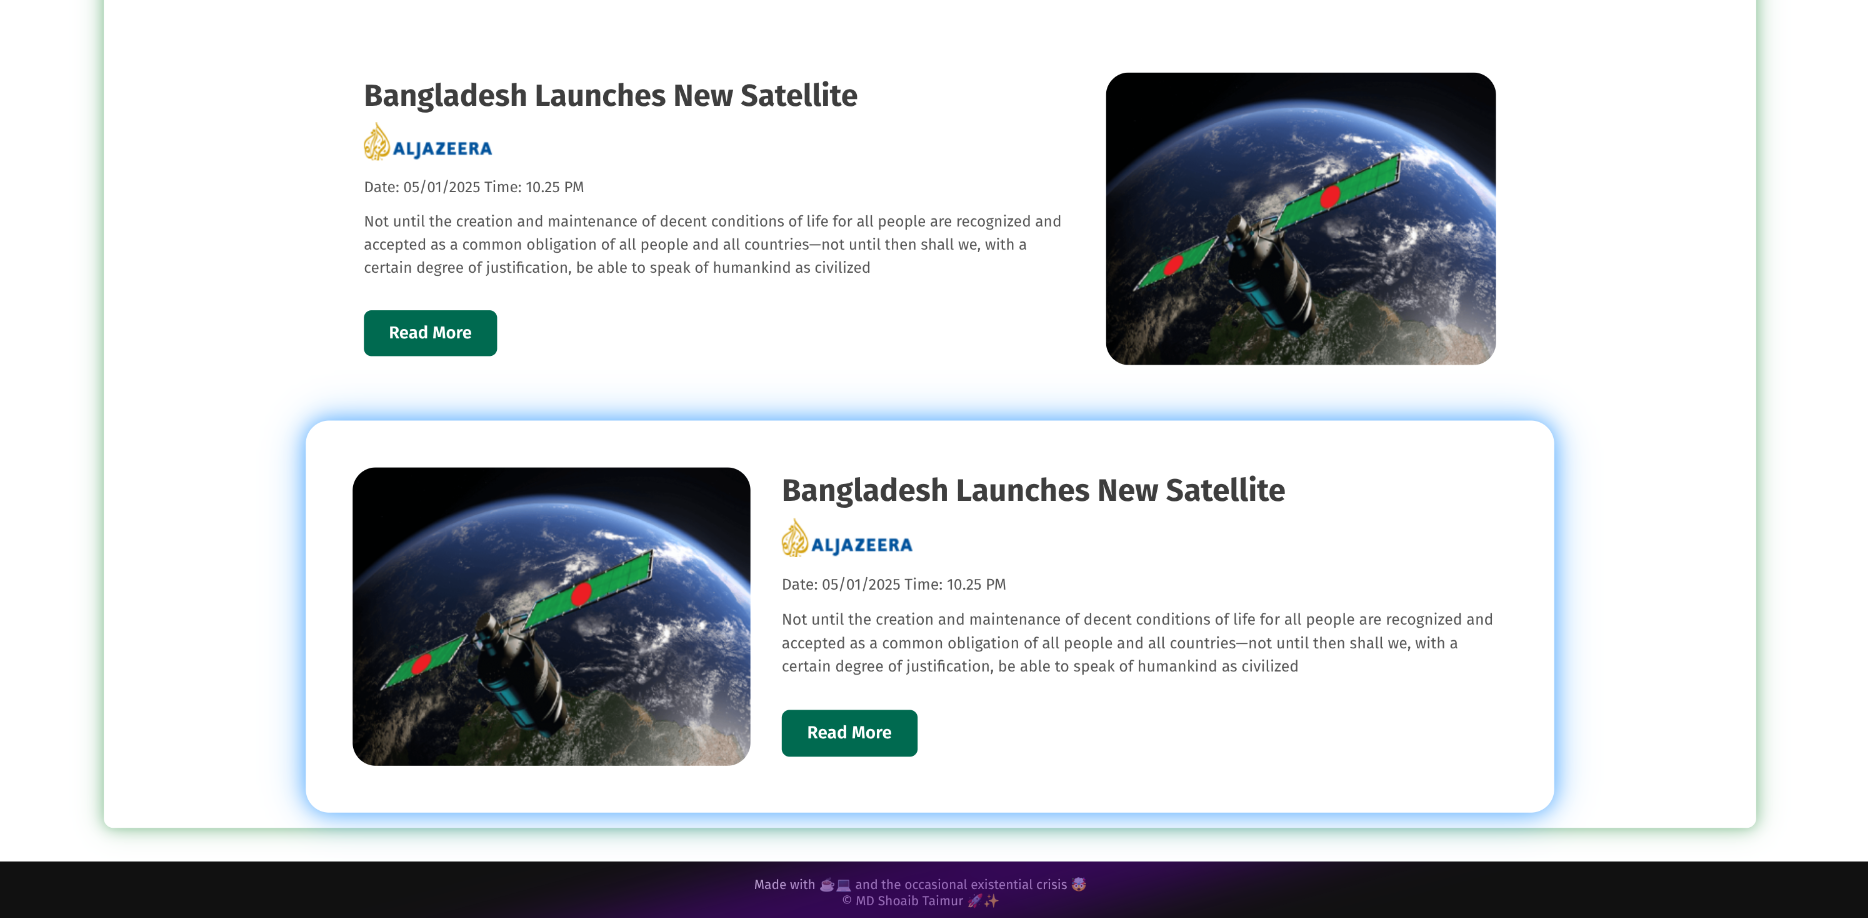 Bangladesh Launches New Satellite
ALJAZEERA
Date: 05/01/2025 Time: 10.25 PM
Not until the creation and maintenance of decent conditions of life for all people are recognized and
accepted as a common obligation of all people and all countries—not until then shall we, with a
certain degree of justification, be able to speak of humankind as civilized
Read More
Bangladesh Launches New Satellite
ALJAZEERA
Date: 05/01/2025 Time: 10.25 PM
Not until the creation and maintenance of decent conditions of life for all people are recognized and
accepted as a common obligation of all people and all countries—not until then shall we, with a
certain degree of justification, be able to speak of humankind as civilized
Read More
Made with ☕💻 and the occasional existential crisis 🤯
© MD Shoaib Taimur 🚀✨